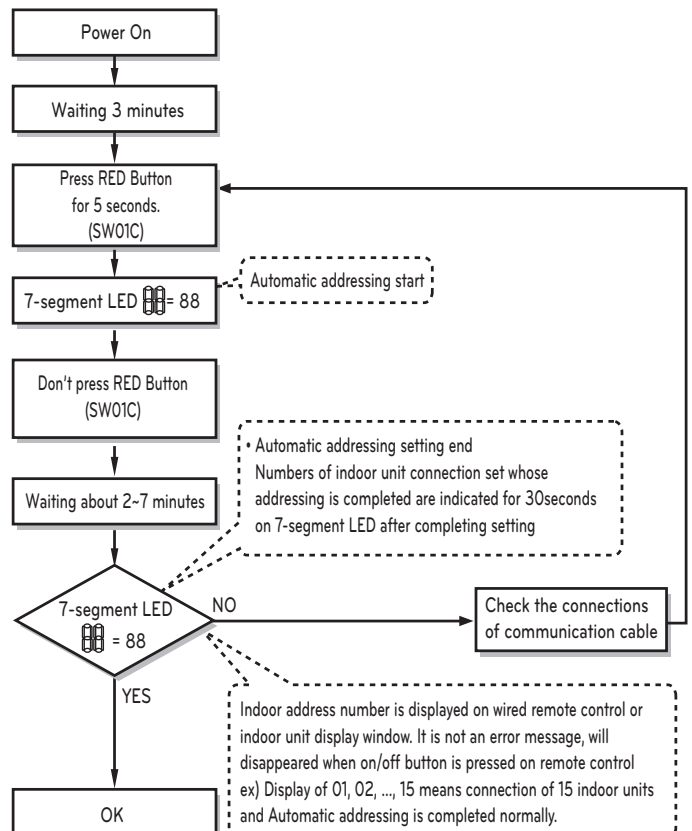 Power On
Waiting 3 minutes
Press RED Button
for 5 seconds.
(SW01C)
7-segment LED 88 = 88
Automatic addressing start
Don't press RED Button
(SW01C)
• Automatic addressing setting end
Numbers of indoor unit connection set whose
addressing is completed are indicated for 30seconds
on 7-segment LED after completing setting
Waiting about 2~7 minutes
7-segment LED
88 = 88
NO
Check the connections
of communication cable
YES
Indoor address number is displayed on wired remote control or
indoor unit display window. It is not an error message, will
disappeared when on/off button is pressed on remote control
ex) Display of 01, 02, ..., 15 means connection of 15 indoor units
and Automatic addressing is completed normally.
OK